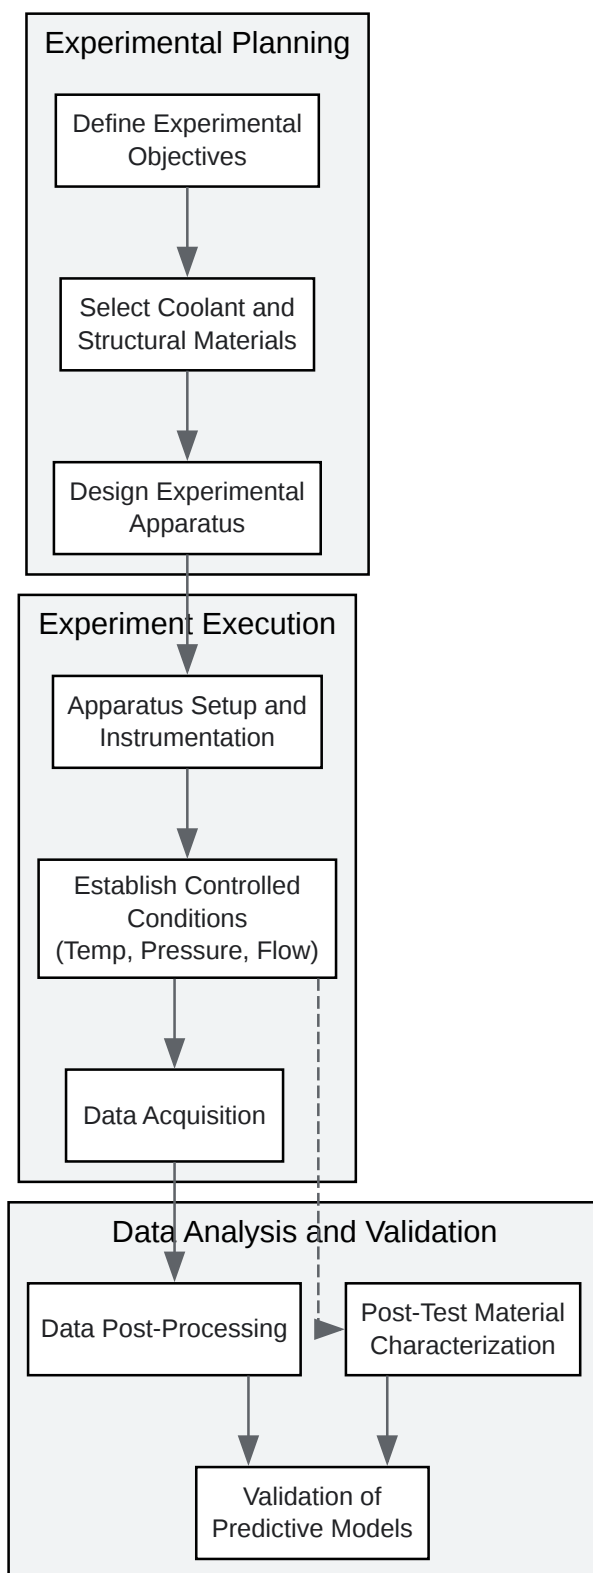 Experimental Planning
Define Experimental
Objectives
Select Coolant and
Structural Materials
Design Experimental
Apparatus
Experiment Execution
Apparatus Setup and
Instrumentation
Establish Controlled
Conditions
(Temp, Pressure, Flow)
Data Acquisition
Data Analysis and Validation
Data Post-Processing
Post-Test Material
Characterization
Validation of
Predictive Models